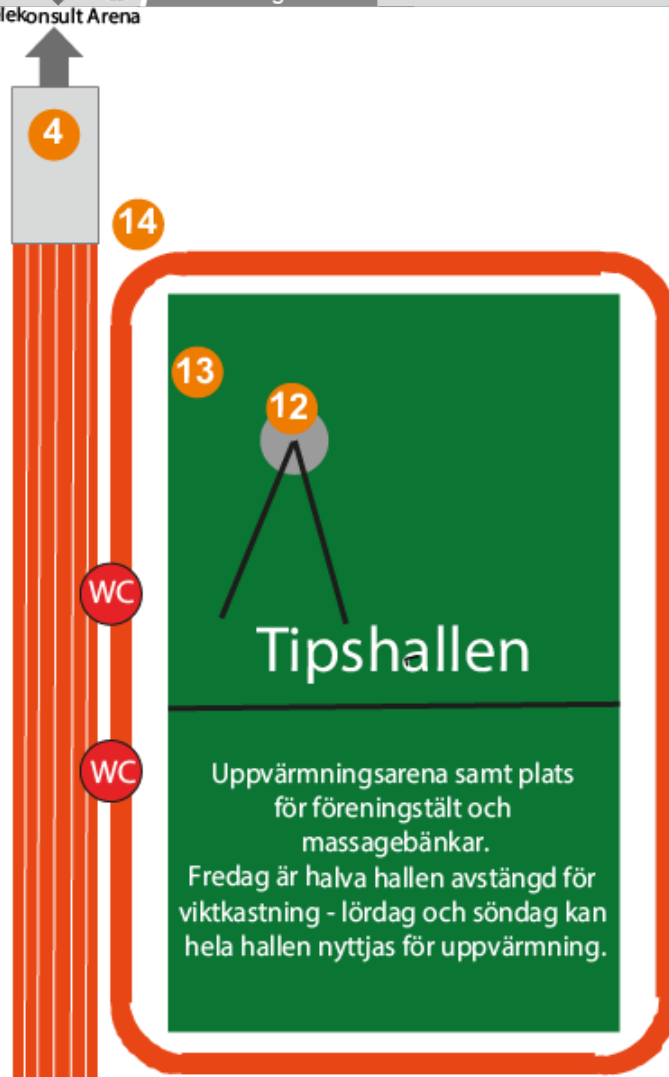 lekonsult Arena
4
14
13
12
WC
Tipshallen
WC
Uppvärmningsarena samt plats
för föreningstält och
massagebänkar.
Fredag är halva hallen avstängd för
viktkastning - lördag och söndag kan
hela hallen nyttjas för uppvärmning.